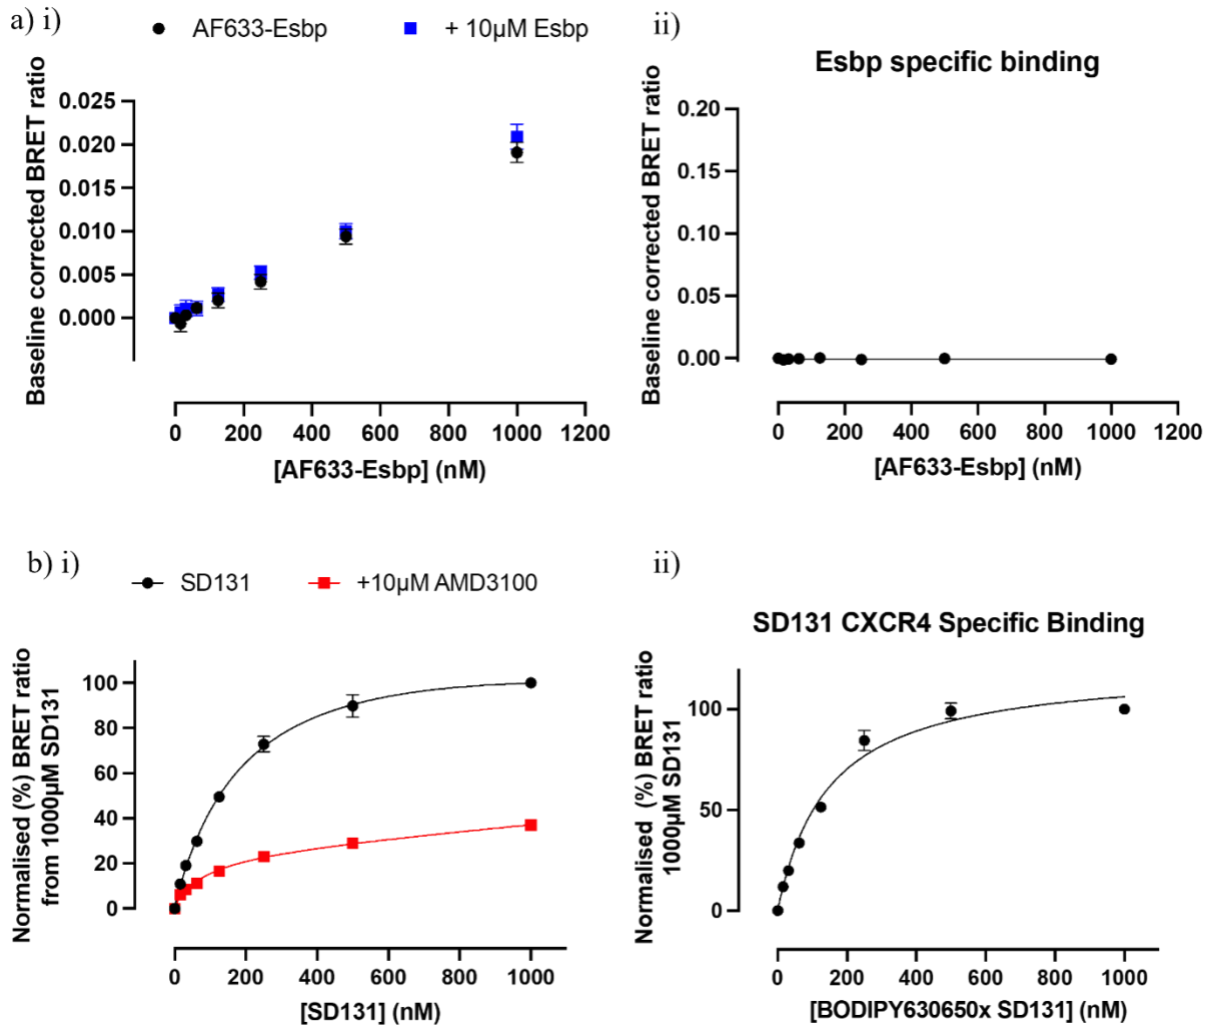 a) i)
AF633-Esbp
+ 10µM Esbp
Baseline corrected BRET ratio
0.025
0.020
0.015
0.010
0.005
0.000
0 200 400 600 800 1000 1200
[AF633-Esbp] (nM)
ii)
Esbp specific binding
Baseline corrected BRET ratio
0.20
0.15
0.10
0.05
0.00
0 200 400 600 800 1000 1200
[AF633-Esbp] (nM)
b) i)
SD131
+10µM AMD3100
Normalised (%) BRET ratio
from 1000µM SD131
100
80
60
40
20
0
0 200 400 600 800 1000
[SD131] (nM)
ii)
SD131 CXCR4 Specific Binding
Normalised (%) BRET ratio
1000µM SD131
100
50
0
0 200 400 600 800 1000
[BODIPY630650x SD131] (nM)